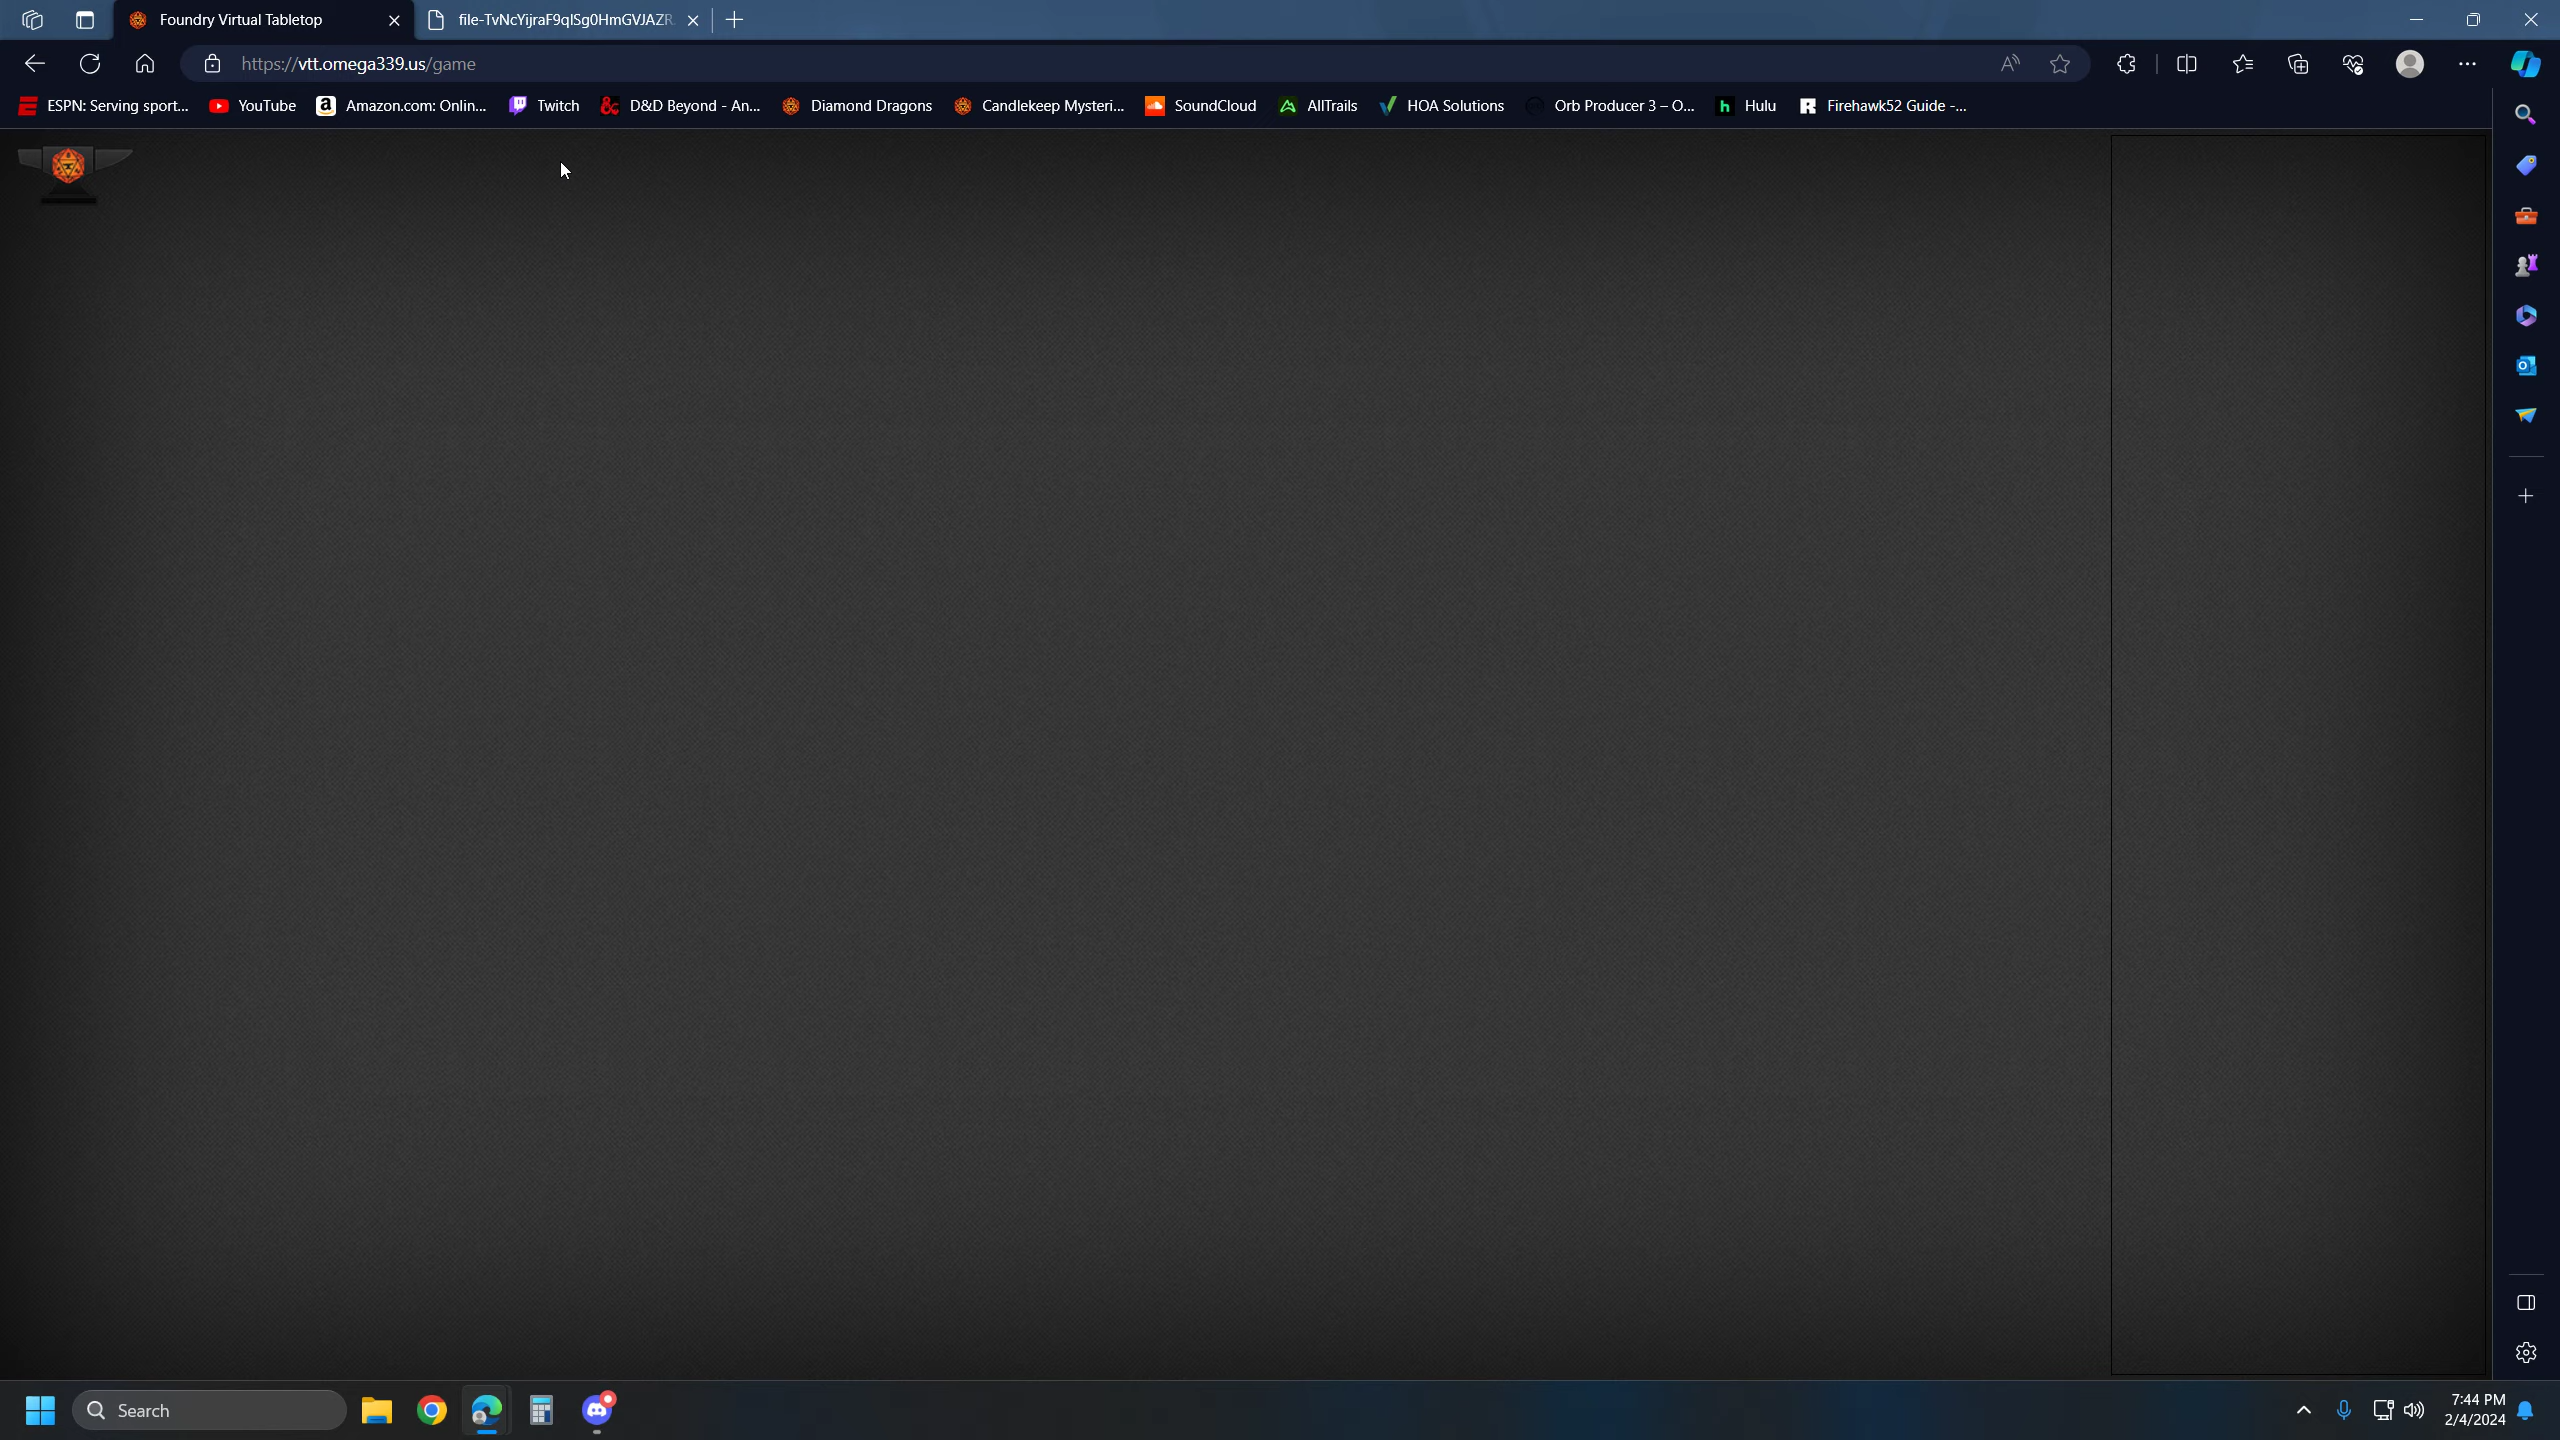 Foundry Virtual Tabletop
file-TvNcYijraF9qlSg0HmGVJAZR
https://vtt.omega339.us/game
ESPN: Serving sport...
YouTube
Amazon.com: Onlin...
Twitch
D&D Beyond - An...
Diamond Dragons
Candlekeep Mysteri...
SoundCloud
AllTrails
HOA Solutions
Orb Producer 3 – O...
Hulu
Firehawk52 Guide -...
Search
7:44 PM
2/4/2024